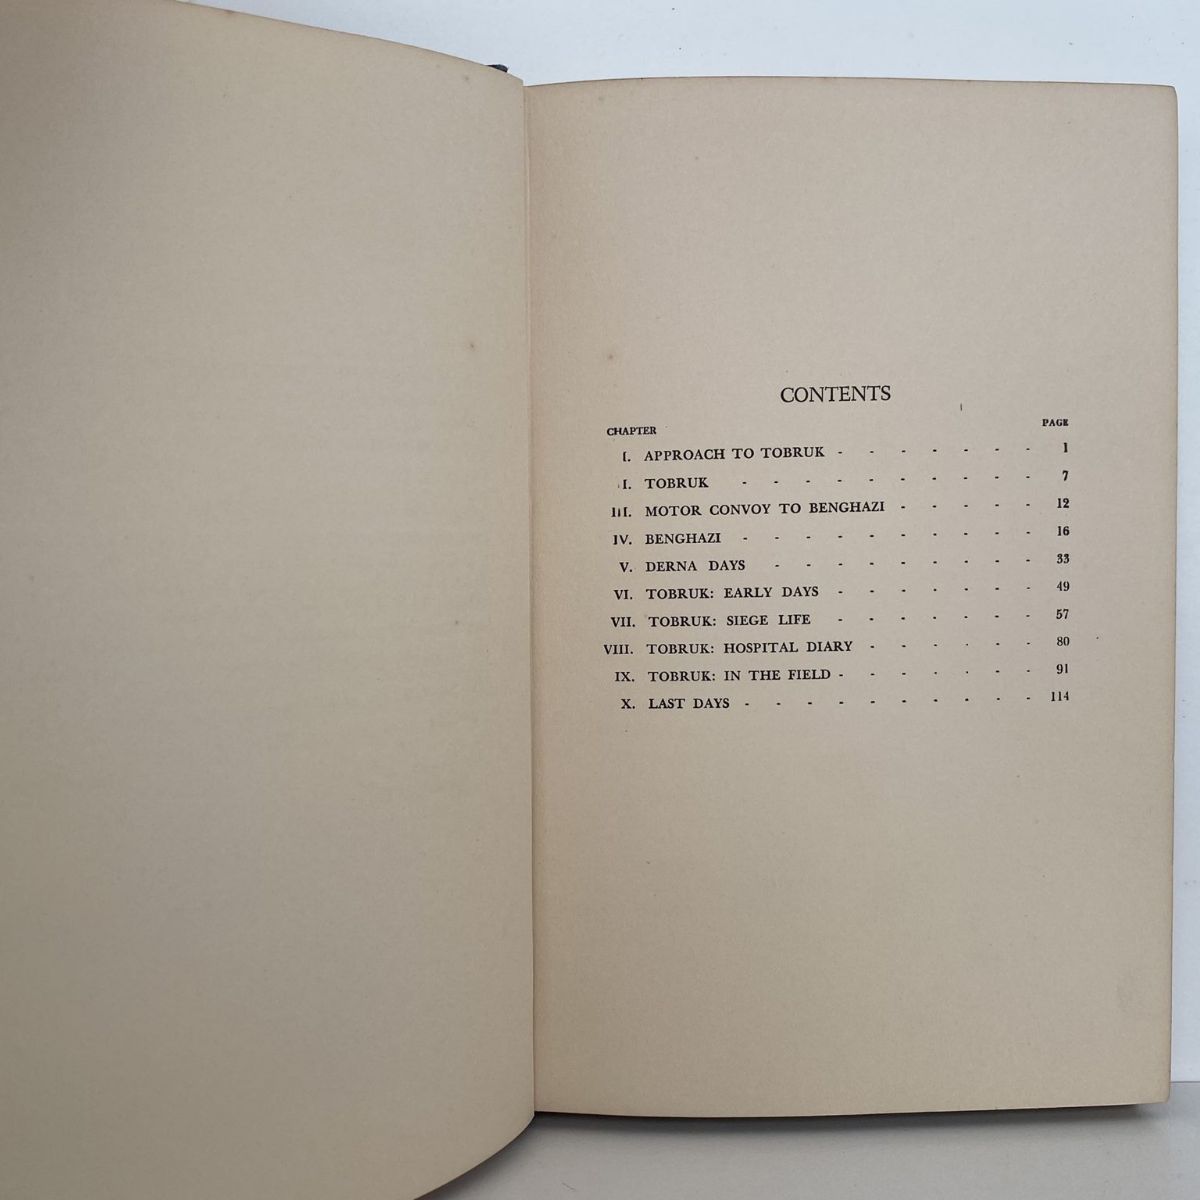 CONTENTS
CHAPTER PAGE
I. APPROACH TO TOBRUK - - - - - - - 1
I. TOBRUK - - - - - - - - - - 7
III. MOTOR CONVOY TO BENGHAZI - - - - - 12
IV. BENGHAZI - - - - - - - - - - 16
V. DERNA DAYS - - - - - - - - - 33
VI. TOBRUK: EARLY DAYS - - - - - - - 49
VII. TOBRUK: SIEGE LIFE - - - - - - - 57
VIII. TOBRUK: HOSPITAL DIARY - - - - - - 80
IX. TOBRUK: IN THE FIELD - - - - - - - 91
X. LAST DAYS - - - - - - - - - - 114